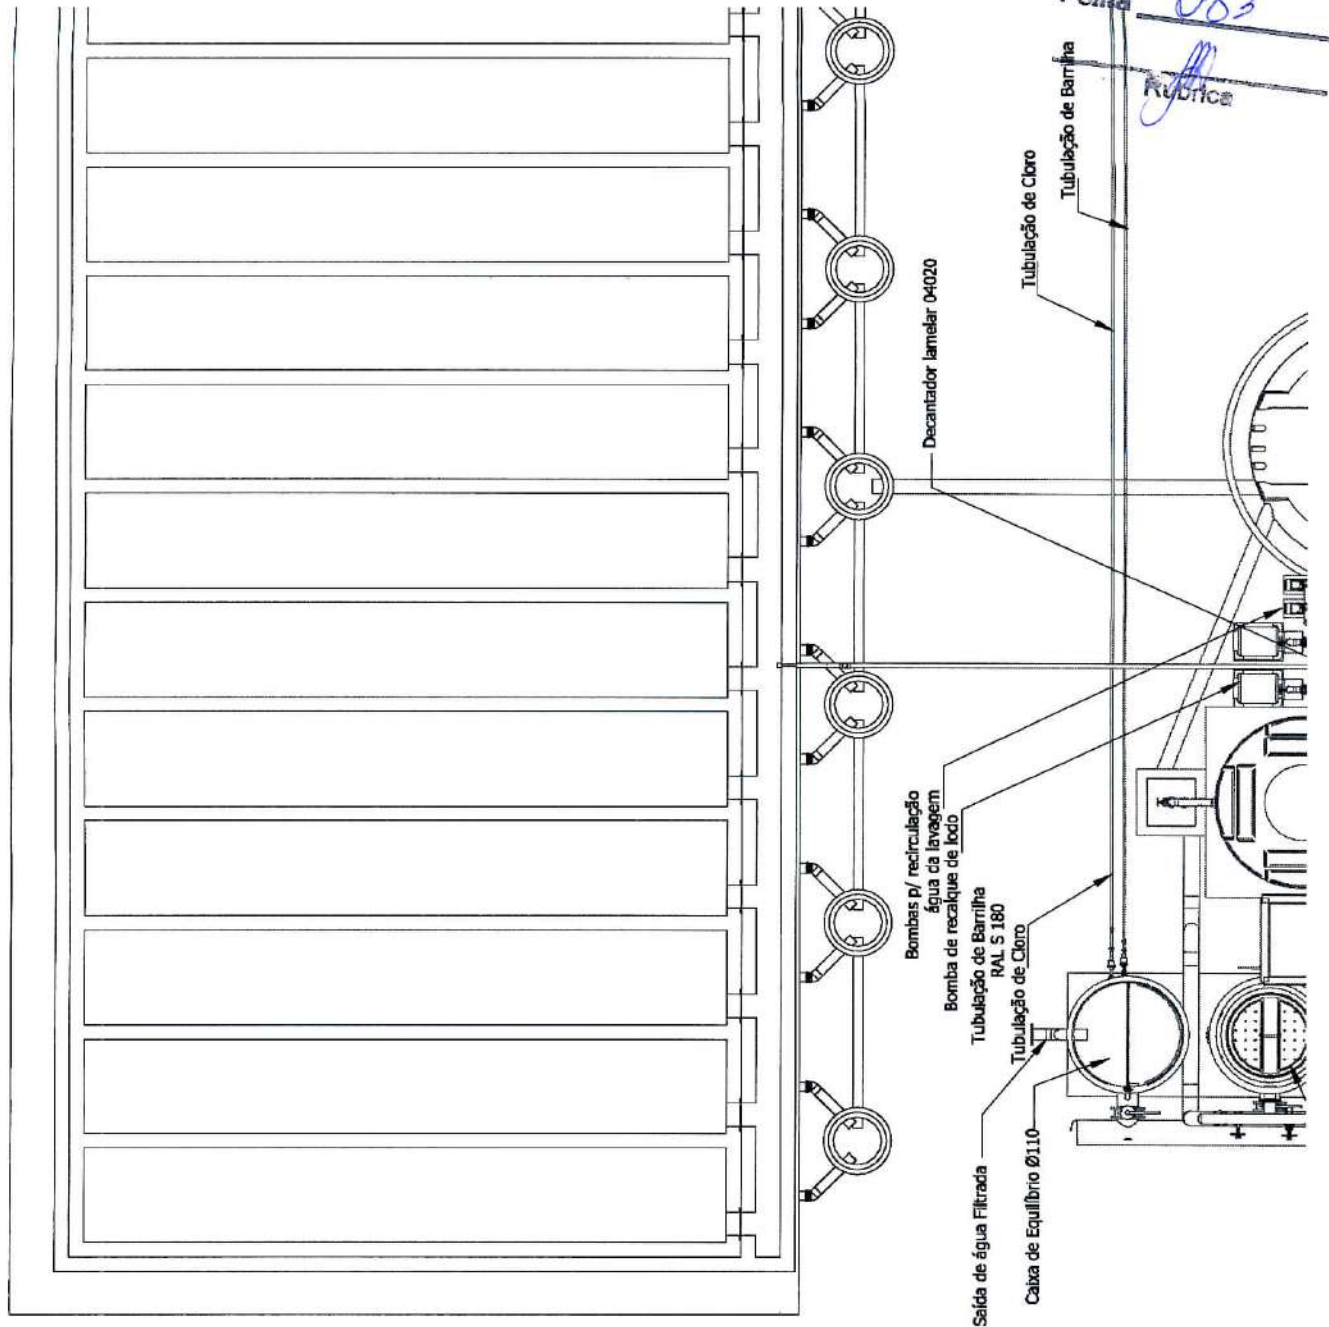 Rubrica
Tubulação de Barrilha
Tubulação de Cloro
Decantador lamelar 04020
Bombas p/ recirculação
água da lavagem
Bomba de recalque de lodo
Tubulação de Barrilha
RAL S 180
Tubulação de Cloro
Saída de água Filtrada
Caixa de Equilíbrio Ø110